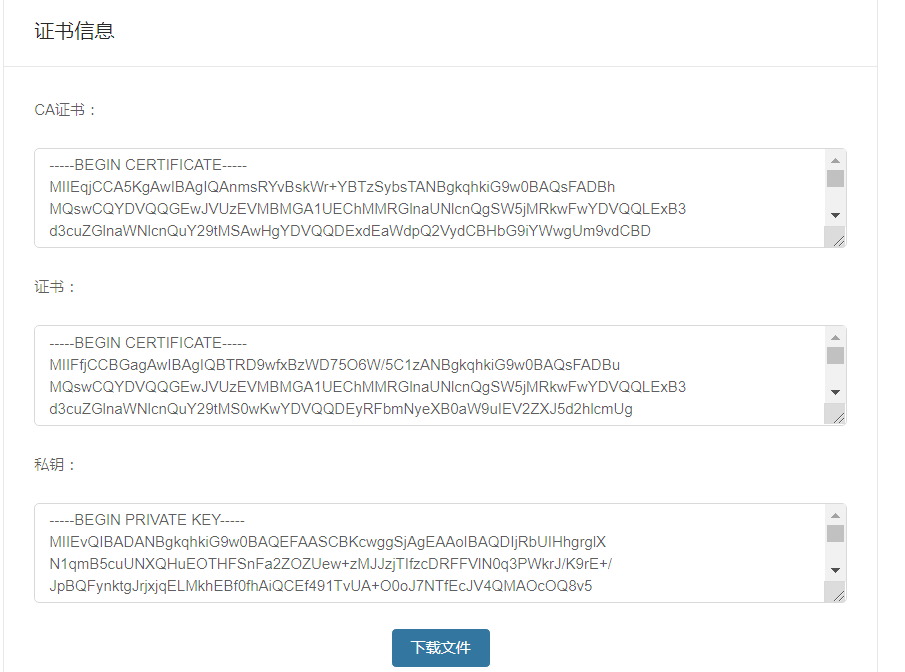 证书信息
CA证书：
-----BEGIN CERTIFICATE-----
MIIEqjCCA5KgAwIBAgIQAnmsRYvBskWr+YBTzSybsTANBgkqhkiG9w0BAQsFADBh
MQswCQYDVQQGEwJVUzEVMBMGA1UEChMMRGlnaUNlcnQgSW5jMRkwFwYDVQQLExB3
d3cuZGlnaWNlcnQuY29tMSAwHgYDVQQDExdEaWdpQ2VydCBHbG9iYWwgUm9vdCBD
证书：
-----BEGIN CERTIFICATE-----
MIIFfjCCBGagAwIBAgIQBTRD9wfxBzWD75O6W/5C1zANBgkqhkiG9w0BAQsFADBu
MQswCQYDVQQGEwJVUzEVMBMGA1UEChMMRGlnaUNlcnQgSW5jMRkwFwYDVQQLExB3
d3cuZGlnaWNlcnQuY29tMS0wKwYDVQQDEyRFbmNyeXB0aW9uIEV2ZXJ5d2hlcmUg
私钥：
-----BEGIN PRIVATE KEY-----
MIIEvQIBADANBgkqhkiG9w0BAQEFAASCBKcwggSjAgEAAoIBAQDIjRbUIHhgrglX
N1qmB5cuUNXQHuEOTHFSnFa2ZOZUew+zMJJzjTIfzcDRFFVlN0q3PWkrJ/K9rE+/
JpBQFynktgJrjxjqELMkhEBf0fhAiQCEf491TvUA+O0oJ7NTfEcJV4QMAOcOQ8v5
下载文件